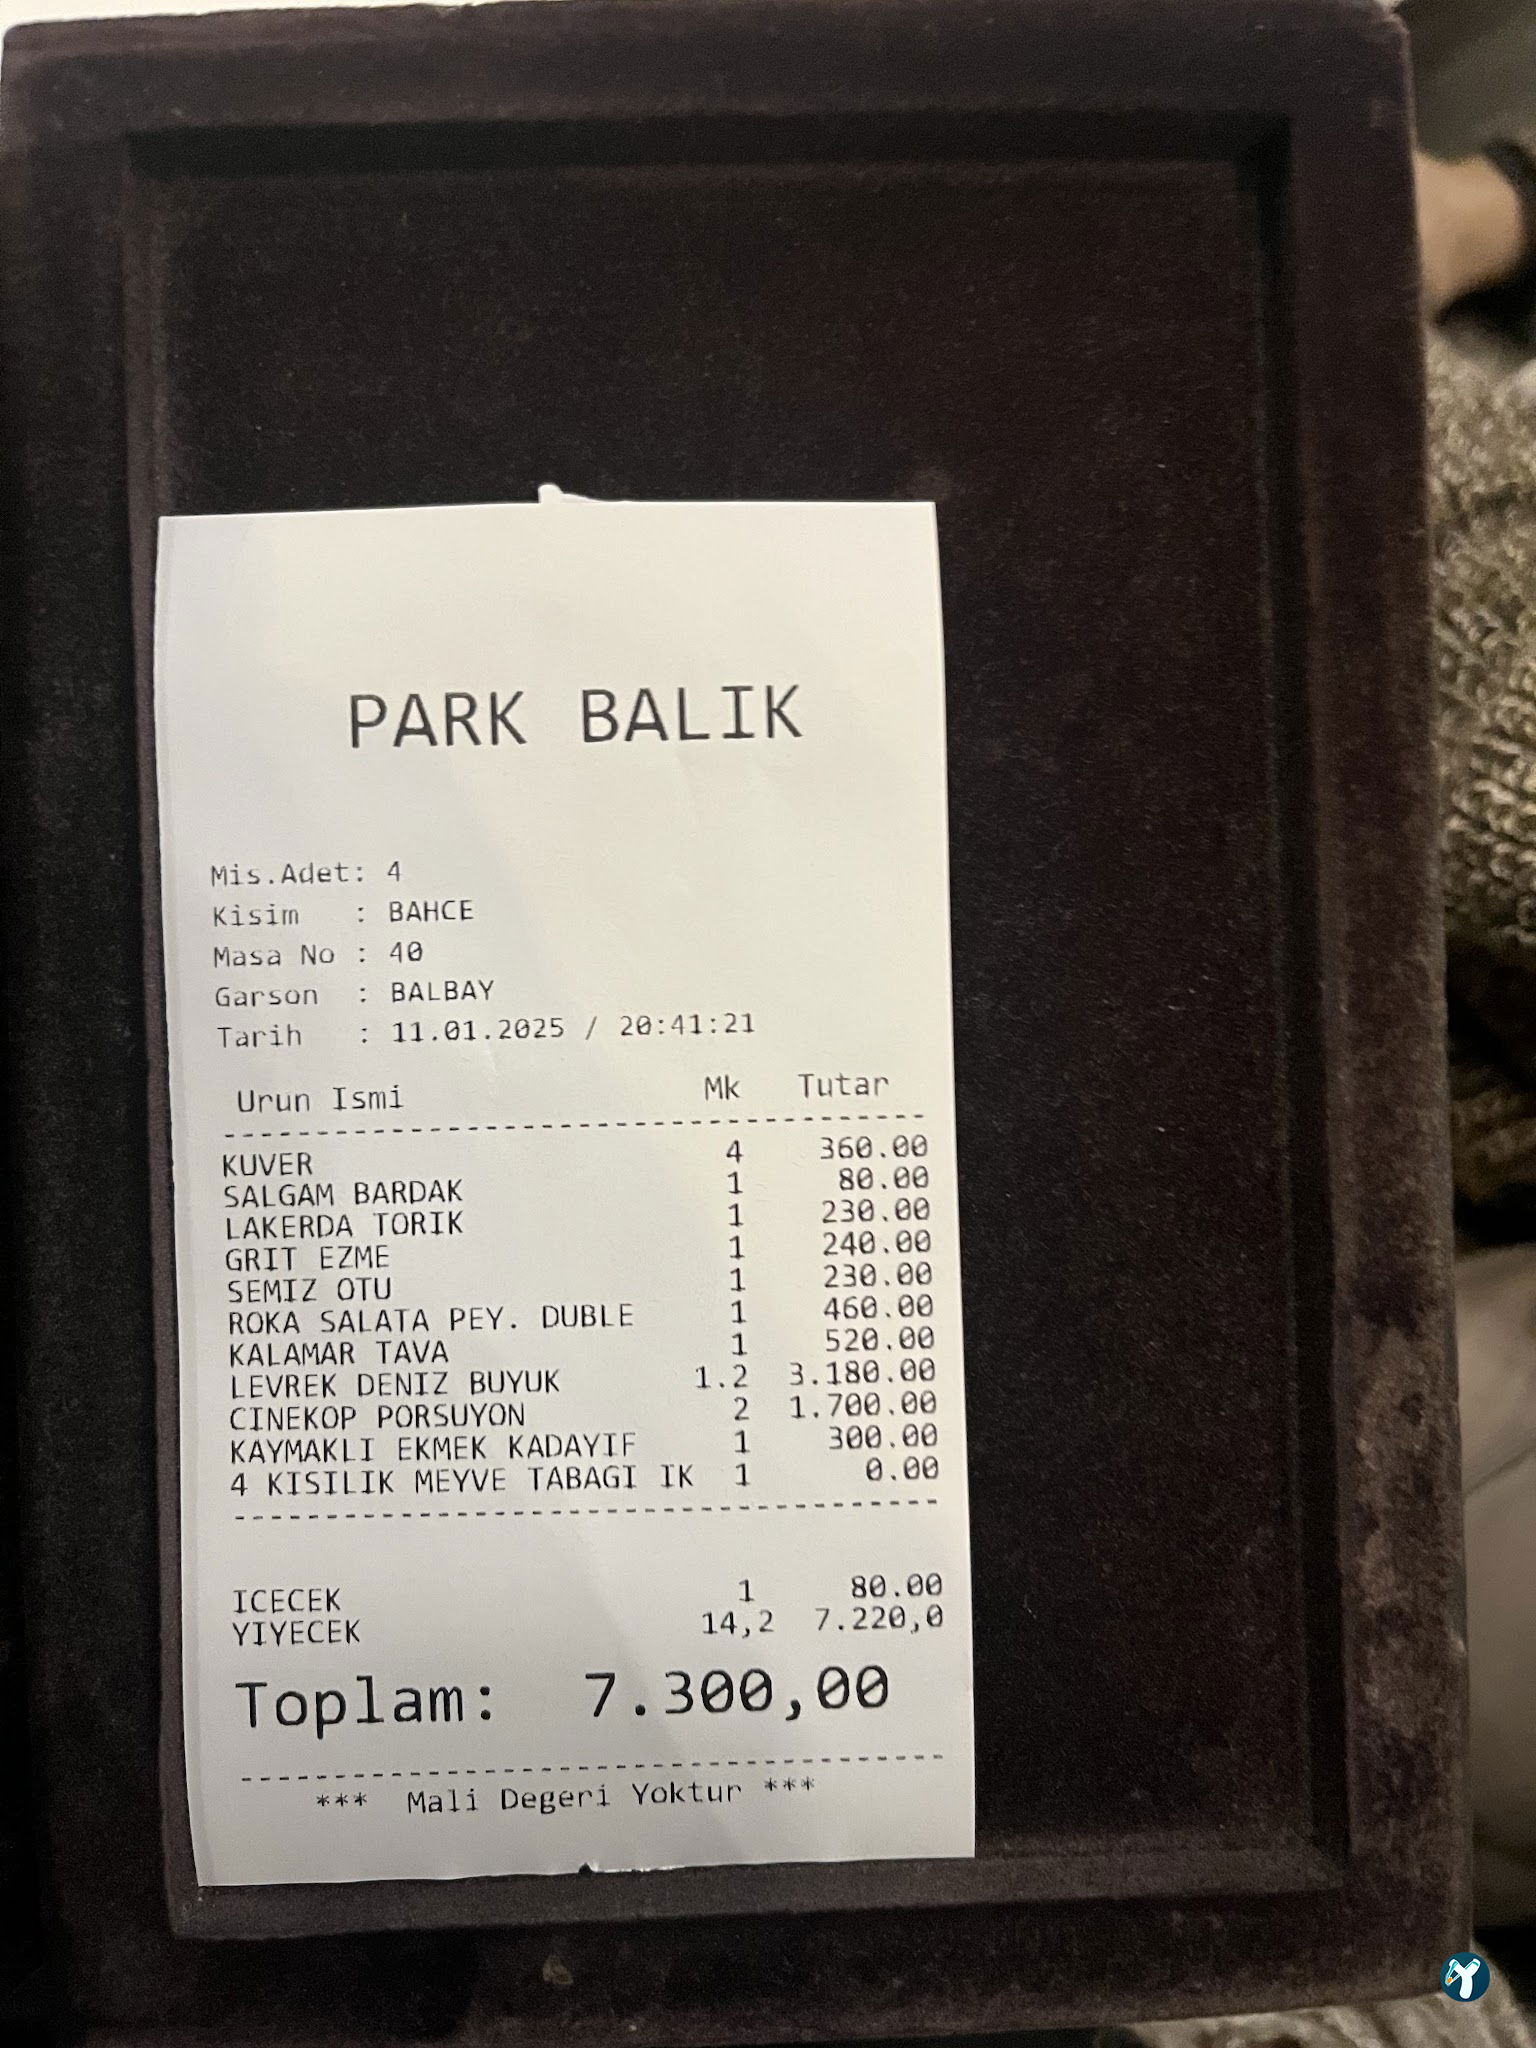 PARK BALIK
Mis.Adet: 4
Kisim : BAHCE
Masa No : 40
Garson : BALBAY
Tarih : 11.01.2025 / 20:41:21
Urun Ismi Mk Tutar
KUVER 4 360.00
SALGAM BARDAK 1 80.00
LAKERDA TORIK 1 230.00
GRIT EZME 1 240.00
SEMIZ OTU 1 230.00
ROKA SALATA PEY. DUBLE 1 460.00
KALAMAR TAVA 1 520.00
LEVREK DENIZ BUYUK 1.2 3.180.00
CINEKOP PORSUYON 2 1.700.00
KAYMAKLI EKMEK KADAYIF 1 300.00
4 KISILIK MEYVE TABAGI IK 1 0.00
ICECEK 1 80.00
YIYECEK 14,2 7.220,0
Toplam: 7.300,00
*** Mali Degeri Yoktur ***